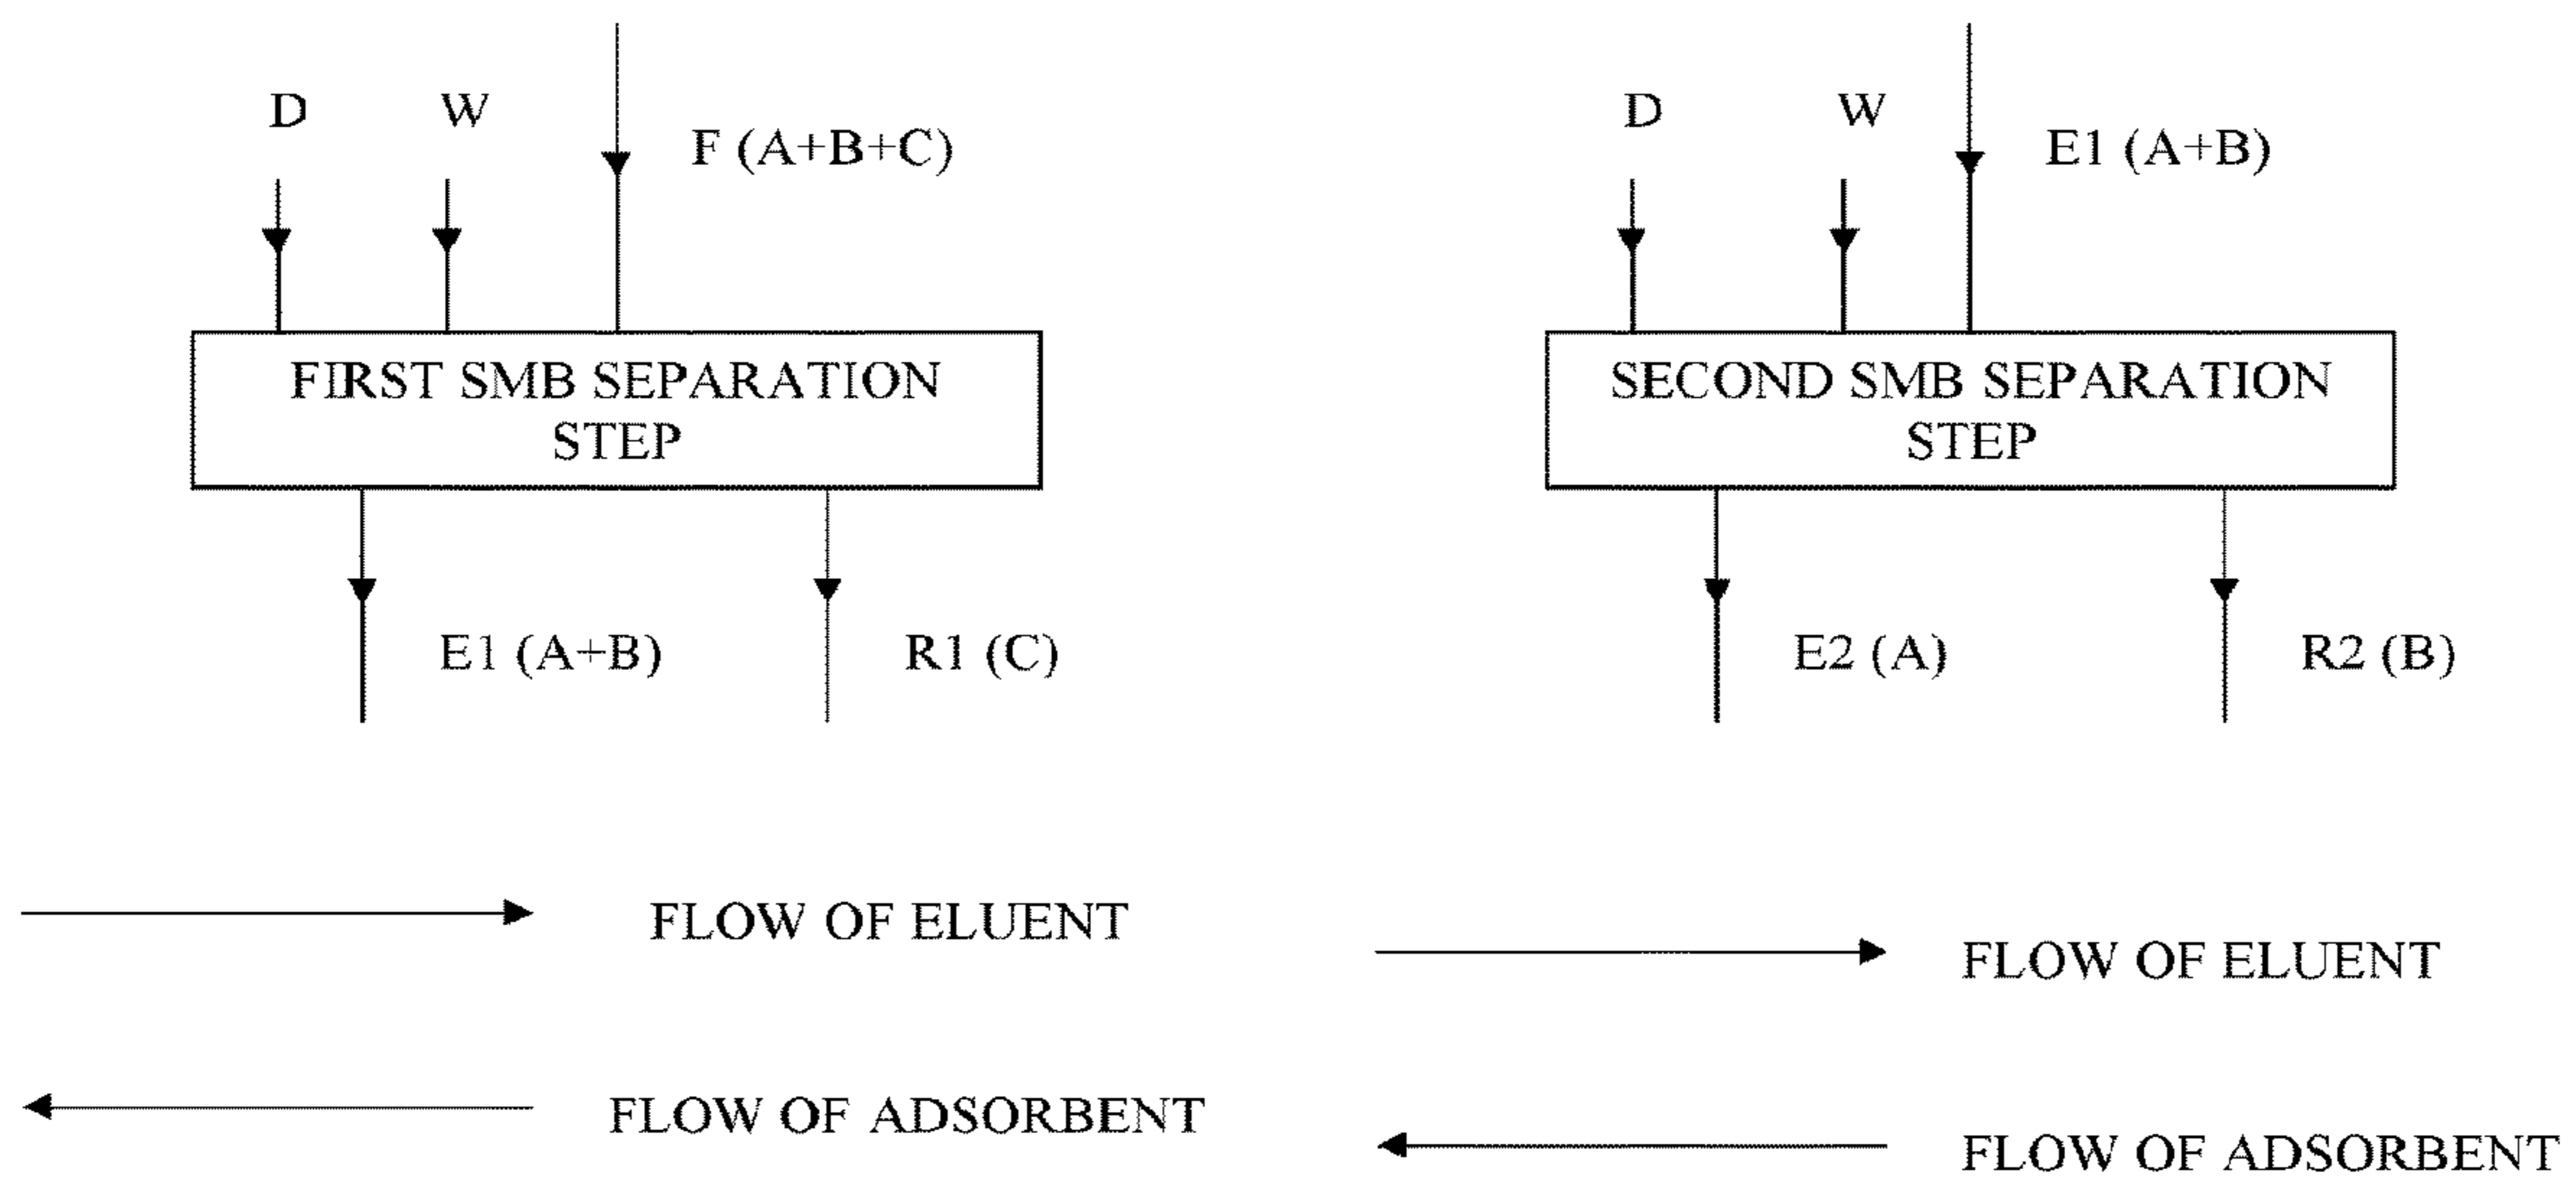 D
W
F (A+B+C)
FIRST SMB SEPARATION
STEP
E1 (A+B)
R1 (C)
FLOW OF ELUENT
FLOW OF ADSORBENT
D
W
E1 (A+B)
SECOND SMB SEPARATION
STEP
E2 (A)
R2 (B)
FLOW OF ELUENT
FLOW OF ADSORBENT